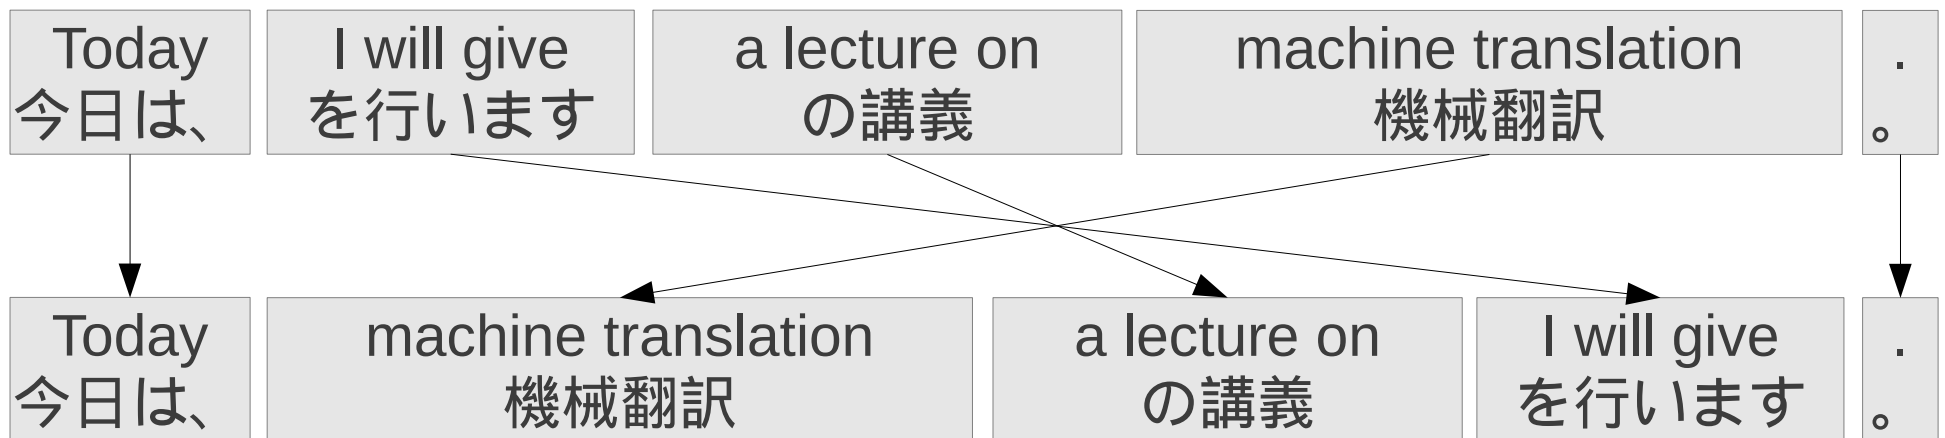 Today I will give a lecture on machine translation .
今日は、 を行います の講義 機械翻訳 。
Today machine translation a lecture on I will give .
今日は、 機械翻訳 の講義 を行います 。